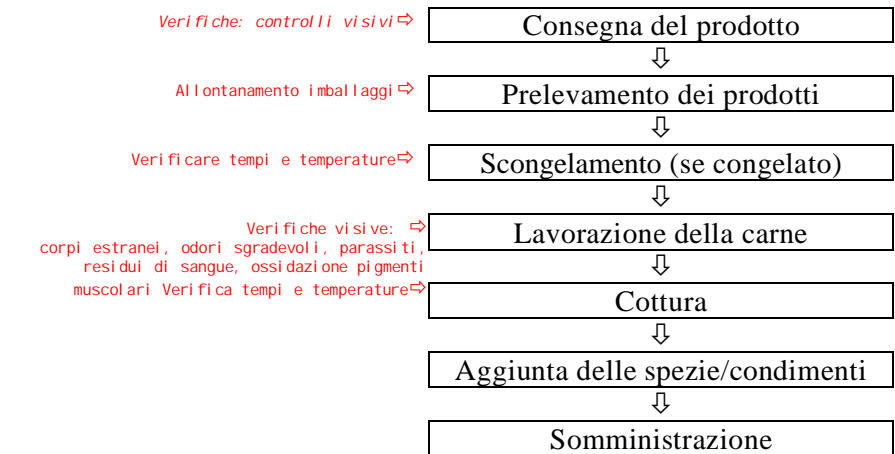 Verifiche: controlli visivi⇨ Consegna del prodotto
⇩
Allontanamento imballaggi⇨ Prelevamento dei prodotti
⇩
Verificare tempi e temperature⇨ Scongelamento (se congelato)
⇩
Verifiche visive: ⇨
corpi estranei, odori sgradevoli, parassiti,
residui di sangue, ossidazione pigmenti
Lavorazione della carne
⇩
muscolari Verifica tempi e temperature⇨ Cottura
⇩
Aggiunta delle spezie/condimenti
⇩
Somministrazione